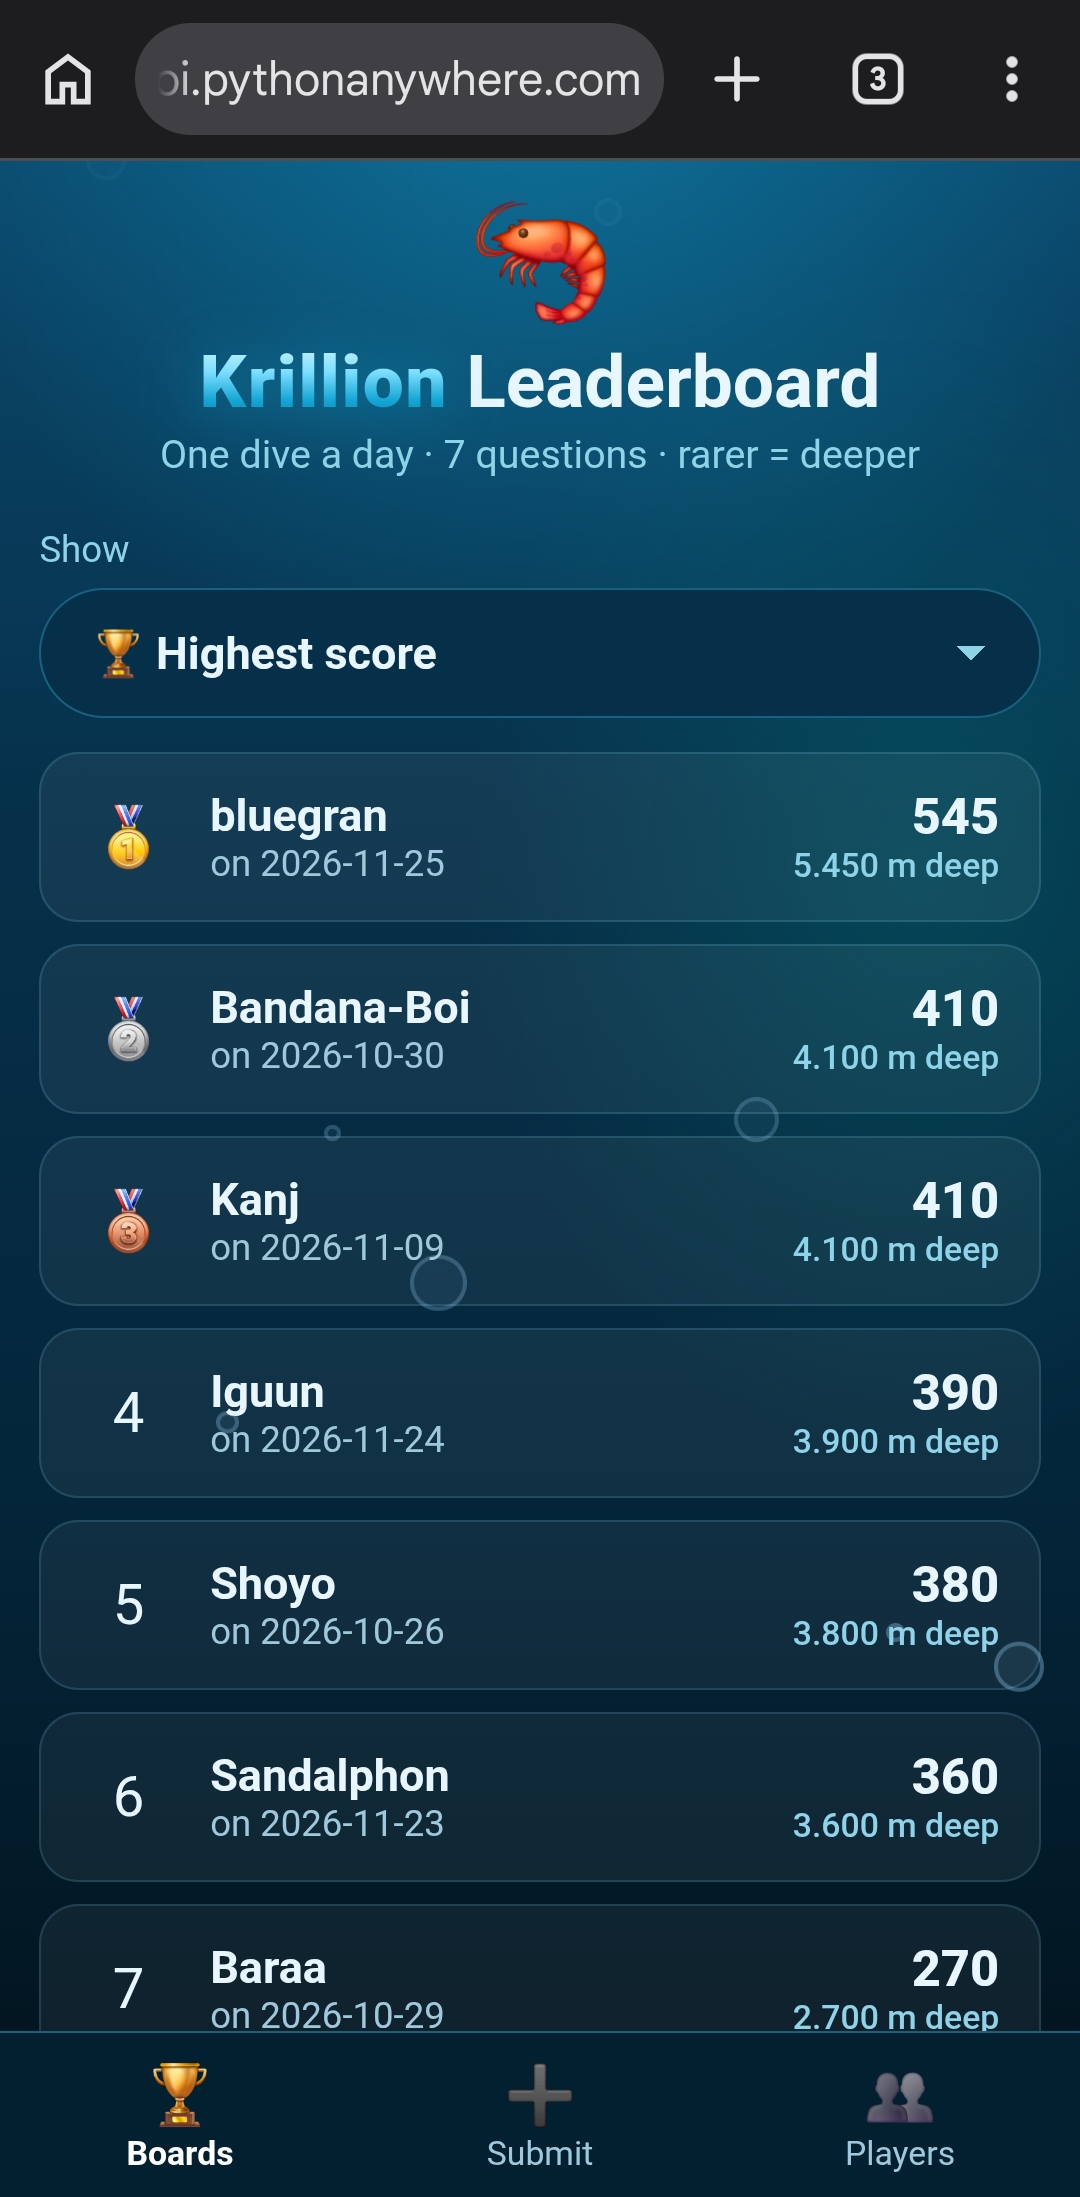 oi.pythonanywhere.com
3
Krillion Leaderboard
One dive a day · 7 questions · rarer = deeper
Show
Highest score
1
bluegran
545
on 2026-11-25
5.450 m deep
2
Bandana-Boi
410
on 2026-10-30
4.100 m deep
3
Kanj
410
on 2026-11-09
4.100 m deep
4
Iguun
390
on 2026-11-24
3.900 m deep
5
Shoyo
380
on 2026-10-26
3.800 m deep
6
Sandalphon
360
on 2026-11-23
3.600 m deep
7
Baraa
270
on 2026-10-29
2.700 m deep
Boards
Submit
Players